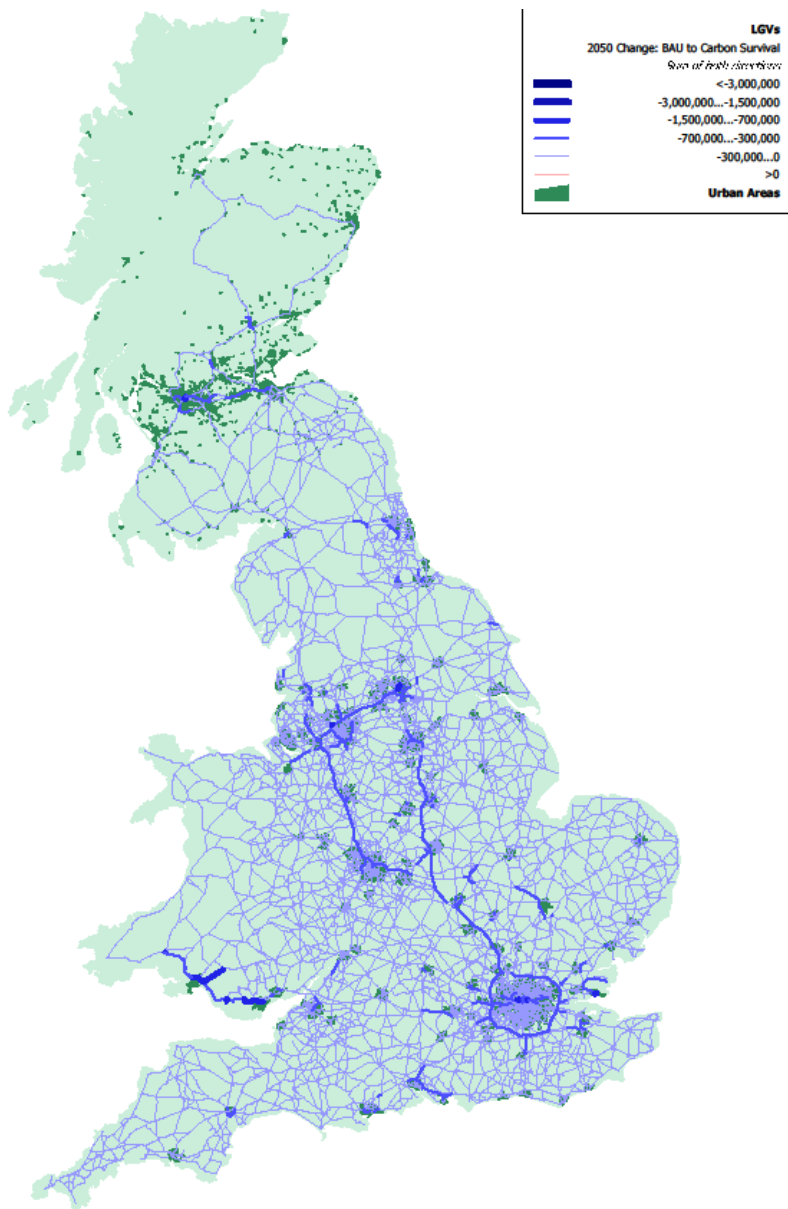 LGVs
2050 Change: BAU to Carbon Survival
Sum of both directions
<-3,000,000
-3,000,000...-1,500,000
-1,500,000...-700,000
-700,000...-300,000
-300,000...0
>0
Urban Areas